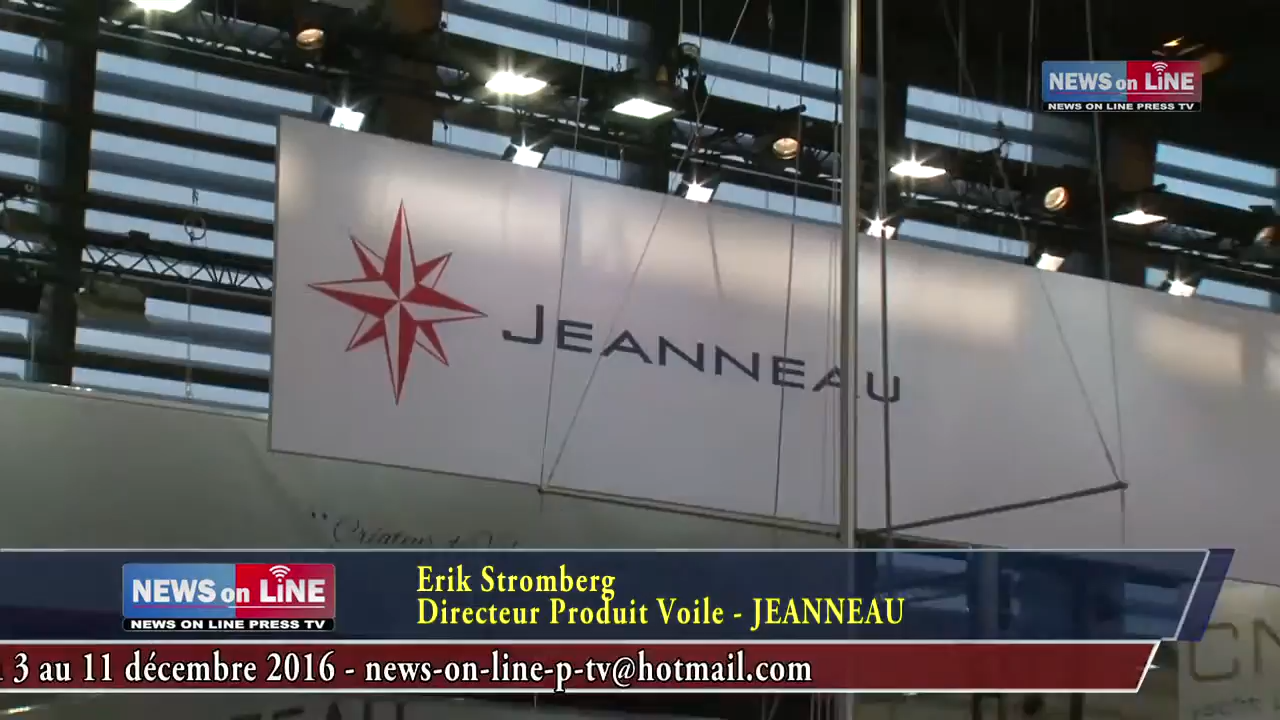 NEWS on LiNE
NEWS ON LINE PRESS TV
JEANNEAU
NEWS on LiNE
NEWS ON LINE PRESS TV
Erik Stromberg
Directeur Produit Voile - JEANNEAU
3 au 11 décembre 2016 - news-on-line-p-tv@hotmail.com
CN